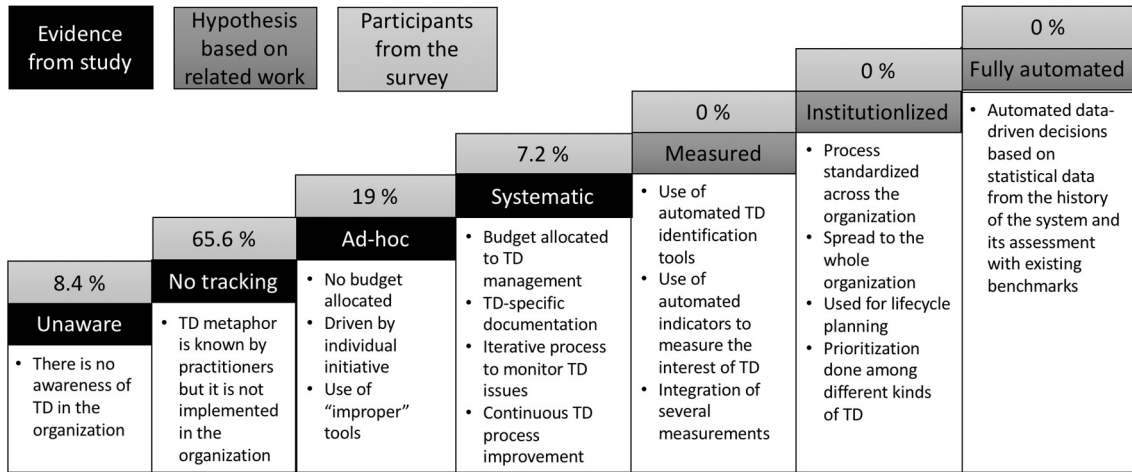 Evidence
from study
Hypothesis
based on
related work
Participants
from the
survey
8.4 %
Unaware
• There is no
awareness of
TD in the
organization
65.6 %
No tracking
• TD metaphor
is known by
practitioners
but it is not
implemented
in the
organization
19 %
Ad-hoc
• No budget
allocated
• Driven by
individual
initiative
• Use of
“improper”
tools
7.2 %
Systematic
• Budget allocated
to TD
management
• TD-specific
documentation
• Iterative process
to monitor TD
issues
• Continuous TD
process
improvement
0 %
Measured
• Use of
automated TD
identification
tools
• Use of
automated
indicators to
measure the
interest of TD
• Integration of
several
measurements
0 %
Institutionlized
• Process
standardized
across the
organization
• Spread to the
whole
organization
• Used for lifecycle
planning
• Prioritization
done among
different kinds
of TD
0 %
Fully automated
• Automated data-
driven decisions
based on
statistical data
from the history
of the system and
its assessment
with existing
benchmarks